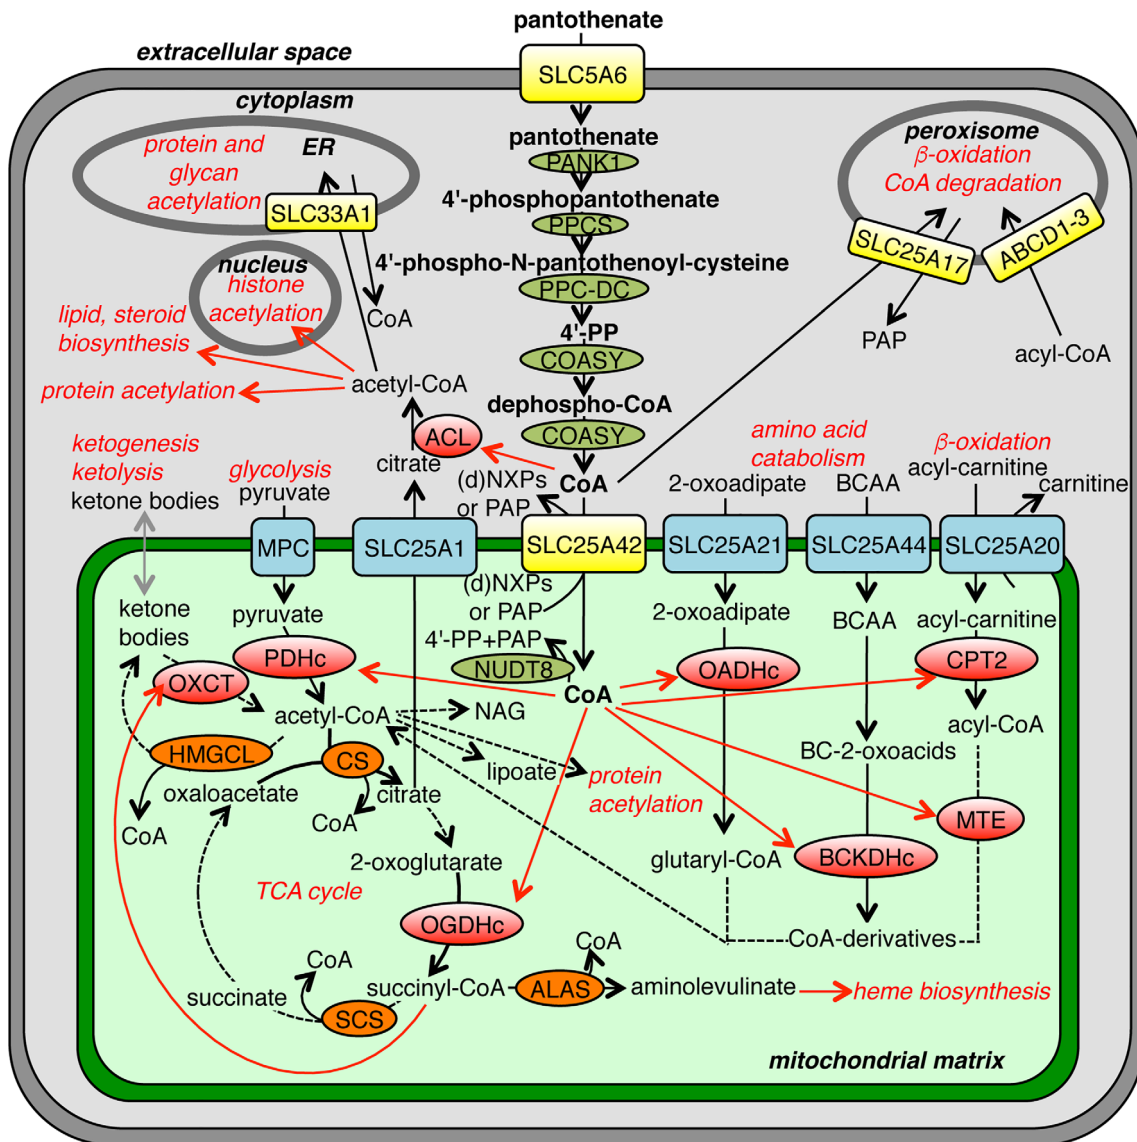 pantothenate
extracellular space
SLC5A6
cytoplasm
protein and
glycan
acetylation
ER
SLC33A1
pantothenate
PANK1
4'-phosphopantothenate
PPCS
4'-phospho-N-pantothenoyl-cysteine
PPC-DC
4'-PP
COASY
dephospho-CoA
COASY
CoA
peroxisome
β-oxidation
CoA degradation
SLC25A17
ABCD1-3
PAP
acyl-CoA
nucleus
histone
acetylation
CoA
lipid, steroid
biosynthesis
protein acetylation
acetyl-CoA
ACL
citrate
ketogenesis
ketolysis
ketone bodies
glycolysis
pyruvate
(d)NXPs
or PAP
amino acid
catabolism
2-oxoadipate
BCAA
β-oxidation
acyl-carnitine
carnitine
MPC
SLC25A1
SLC25A42
SLC25A21
SLC25A44
SLC25A20
ketone
bodies
pyruvate
(d)NXPs
or PAP
4'-PP+PAP
NUDT8
CoA
2-oxoadipate
BCAA
acyl-carnitine
OXCT
PDHc
OADHc
CPT2
acetyl-CoA
NAG
acyl-CoA
HMGCL
CS
lipoate
protein
acetylation
BC-2-oxoacids
oxaloacetate
citrate
CoA
CoA
MTE
2-oxoglutarate
glutaryl-CoA
BCKDHc
TCA cycle
OGDHc
CoA-derivatives
CoA
CoA
succinate
SCS
succinyl-CoA
ALAS
aminolevulinate
heme biosynthesis
mitochondrial matrix